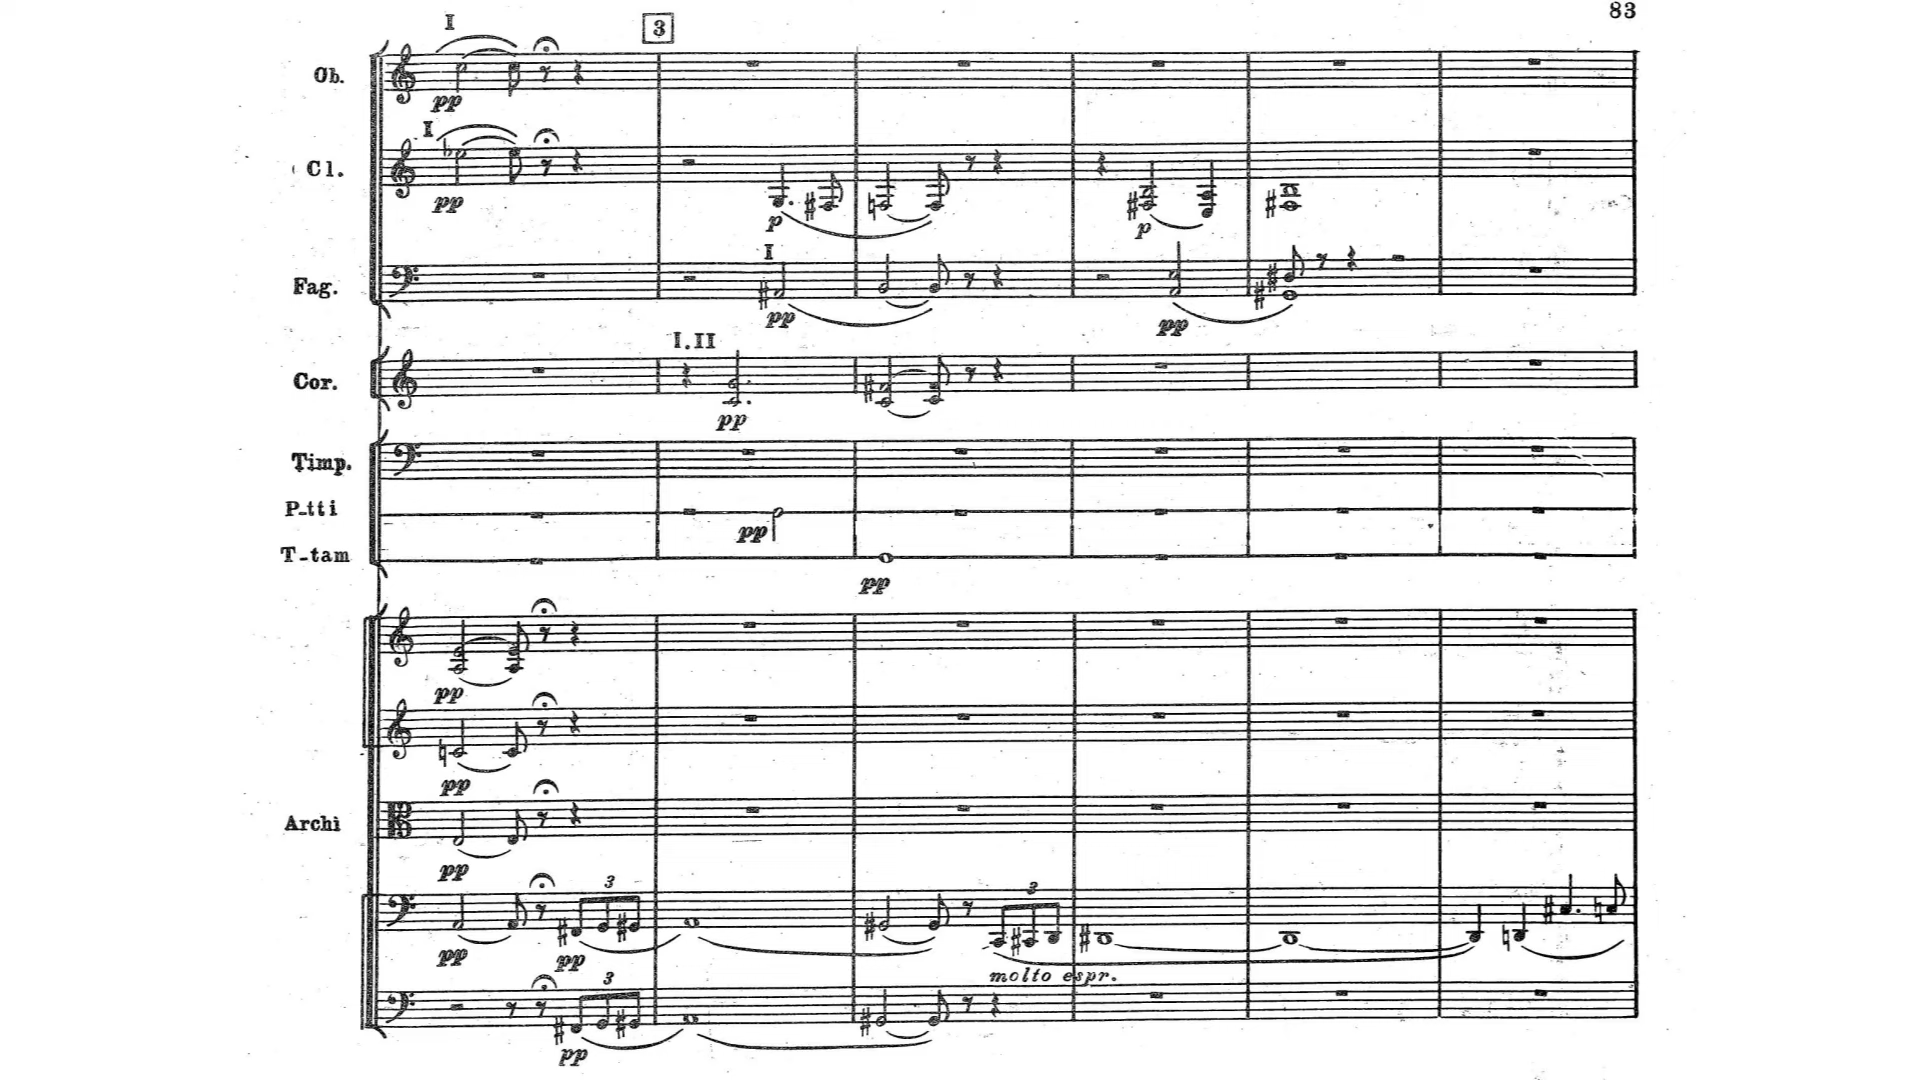 83
I
3
Ob.
pp
I
Cl.
pp
p
p
I
Fag.
pp
pp
I.II
Cor.
pp
Timp.
P-tti
pp
T-tam
pp
pp
pp
Archi
pp
3
3
pp
pp
molto espr.
3
pp